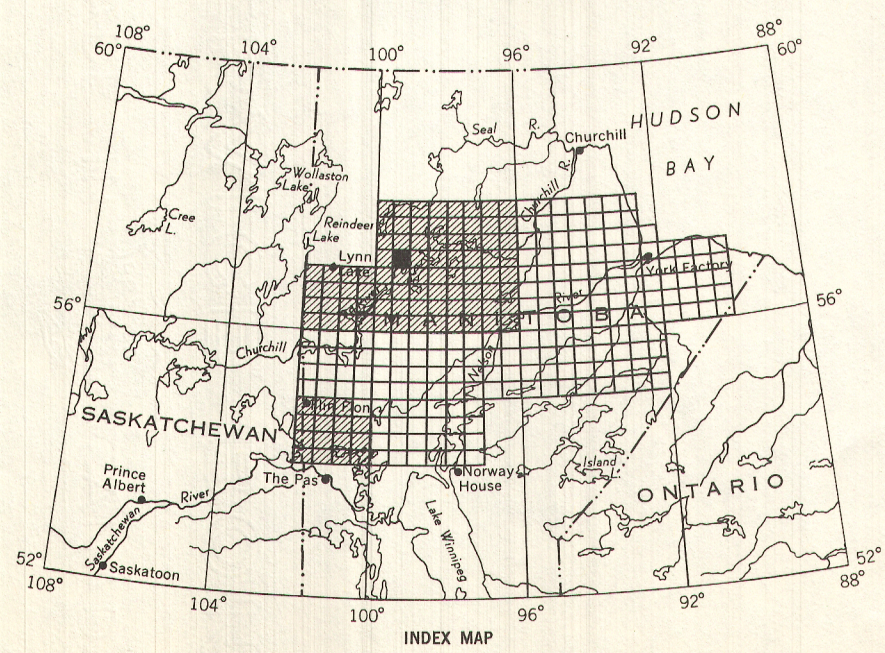 108°
60°
104°
100°
96°
92°
88°
60°
HUDSON
BAY
Seal R.
Churchill
Churchill R.
Wollaston
Lake
Cree
L.
Reindeer
Lake
Lynn
Lake
York Factory
56°
56°
MANITOBA
River
Nelson
Churchill
Flin Flon
SASKATCHEWAN
Prince
Albert
River
Saskatchewan
Saskatoon
The Pas
Norway
House
Island
L.
ONTARIO
Lake Winnipeg
52°
108°
104°
100°
96°
92°
52°
88°
INDEX MAP